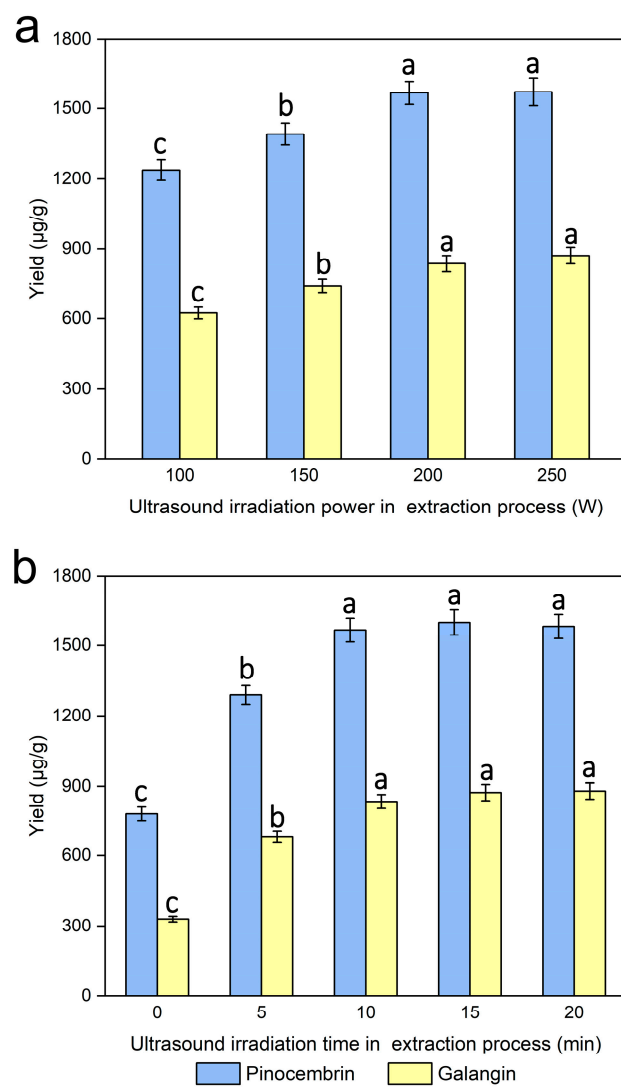 a
1800
1500
1200
900
600
300
0
Yield (μg/g)
c c b b a a a a
100 150 200 250
Ultrasound irradiation power in extraction process (W)
b
1800
1500
1200
900
600
300
0
Yield (μg/g)
c c b b a a a a a a
0 5 10 15 20
Ultrasound irradiation time in extraction process (min)
Pinocembrin Galangin